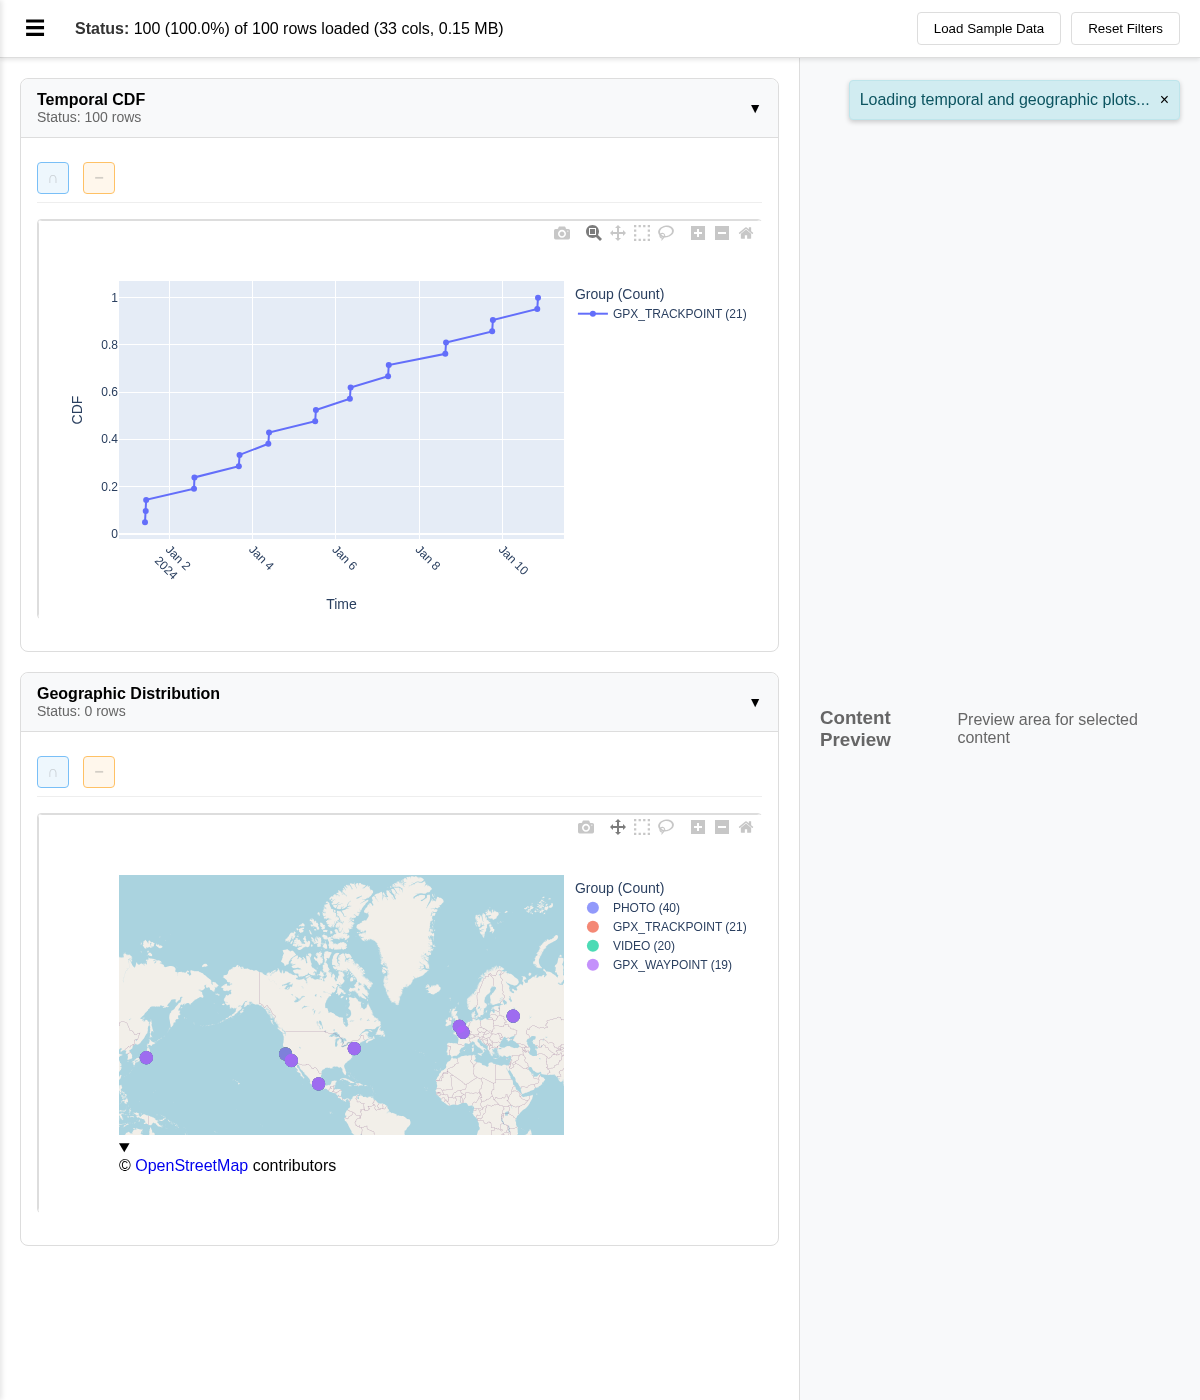 Status: 100 (100.0%) of 100 rows loaded (33 cols, 0.15 MB)
Load Sample Data
Reset Filters
Loading temporal and geographic plots... ×
Temporal CDF
Status: 100 rows
▼
∩
−
Group (Count)
GPX_TRACKPOINT (21)
CDF
1
0.8
0.6
0.4
0.2
0
Jan 2
2024
Jan 4
Jan 6
Jan 8
Jan 10
Time
Geographic Distribution
Status: 0 rows
▼
∩
−
Group (Count)
PHOTO (40)
GPX_TRACKPOINT (21)
VIDEO (20)
GPX_WAYPOINT (19)
▼
© OpenStreetMap contributors
Content
Preview
Preview area for selected
content